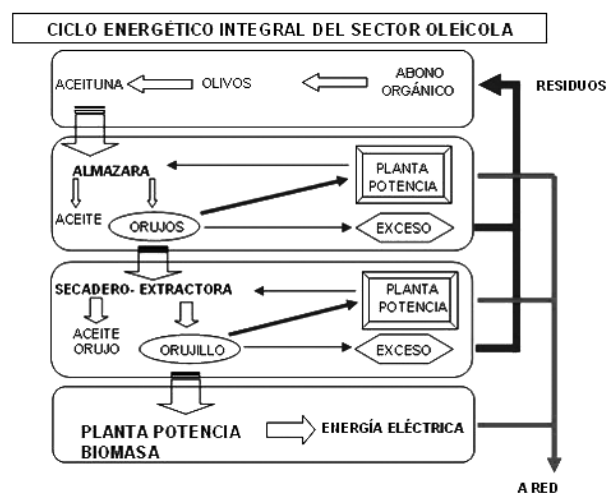 CICLO ENERGÉTICO INTEGRAL DEL SECTOR OLEÍCOLA
ACEITUNA
OLIVOS
ABONO
ORGÁNICO
RESIDUOS
ALMAZARA
PLANTA
POTENCIA
ACEITE
ORUJOS
EXCESO
SECADERO- EXTRACTORA
PLANTA
POTENCIA
ACEITE
ORUJO
ORUJILLO
EXCESO
PLANTA POTENCIA
BIOMASA
ENERGÍA ELÉCTRICA
A RED